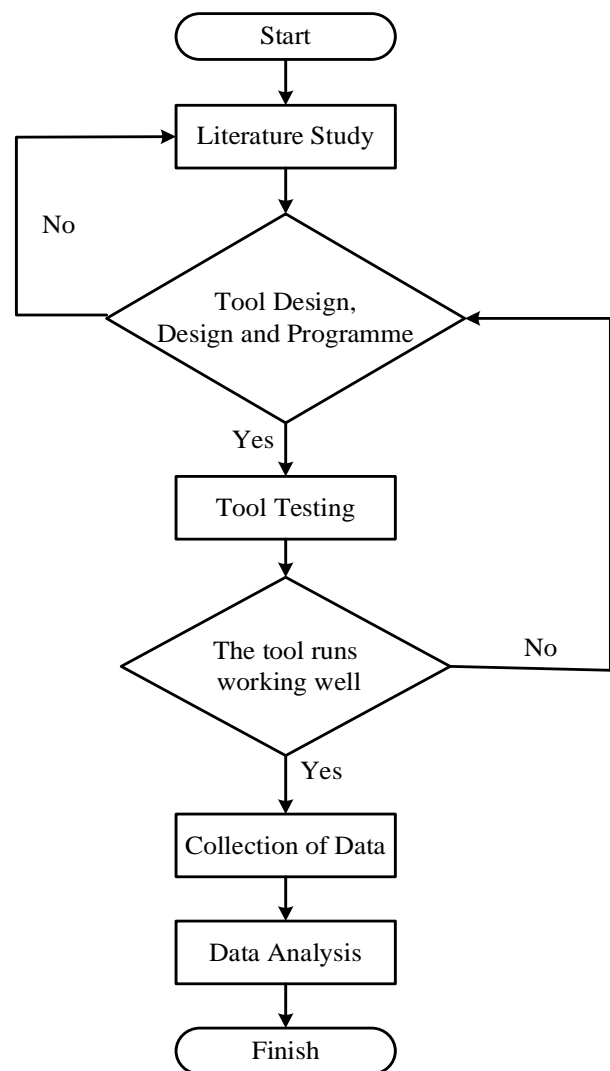 Start
Literature Study
No
Tool Design,
Design and Programme
Yes
Tool Testing
The tool runs
working well
No
Yes
Collection of Data
Data Analysis
Finish